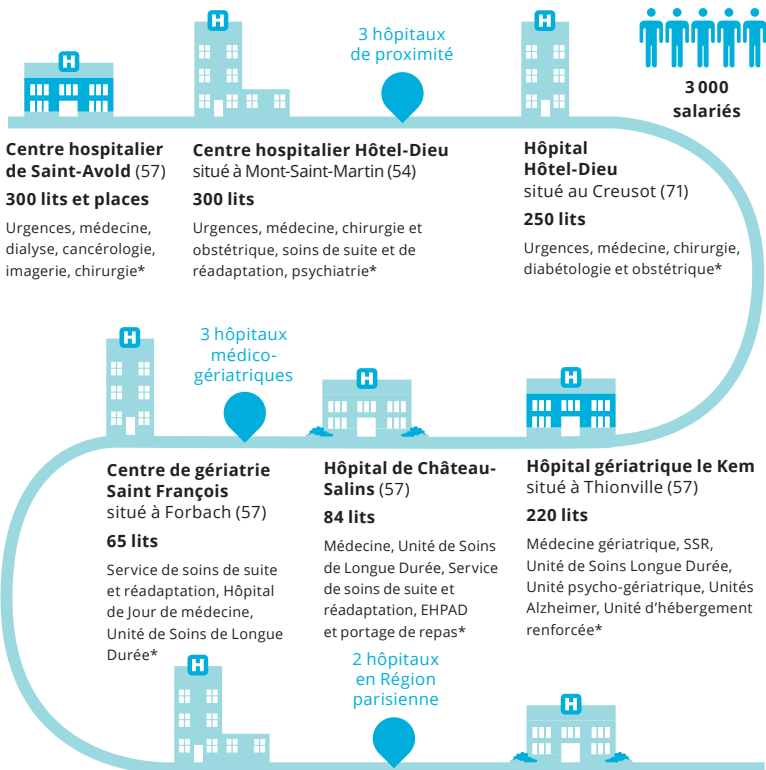 H
H
H
3 hôpitaux
de proximité
3 000
salariés
Centre hospitalier
de Saint-Avold (57)
300 lits et places
Urgences, médecine,
dialyse, cancérologie,
imagerie, chirurgie*
Centre hospitalier Hôtel-Dieu
situé à Mont-Saint-Martin (54)
300 lits
Urgences, médecine, chirurgie et
obstétrique, soins de suite et de
réadaptation, psychiatrie*
Hôpital
Hôtel-Dieu
situé au Creusot (71)
250 lits
Urgences, médecine, chirurgie,
diabétologie et obstétrique*
H
3 hôpitaux
médico-
gériatriques
H
H
Centre de gériatrie
Saint François
situé à Forbach (57)
65 lits
Service de soins de suite
et réadaptation, Hôpital
de Jour de médecine,
Unité de Soins de Longue
Durée*
Hôpital de Château-
Salins (57)
84 lits
Médecine, Unité de Soins
de Longue Durée, Service
de soins de suite et
réadaptation, EHPAD
et portage de repas*
Hôpital gériatrique le Kem
situé à Thionville (57)
220 lits
Médecine gériatrique, SSR,
Unité de Soins Longue Durée,
Unité psycho-gériatrique, Unités
Alzheimer, Unité d'hébergement
renforcée*
H
2 hôpitaux
en Région
parisienne
H